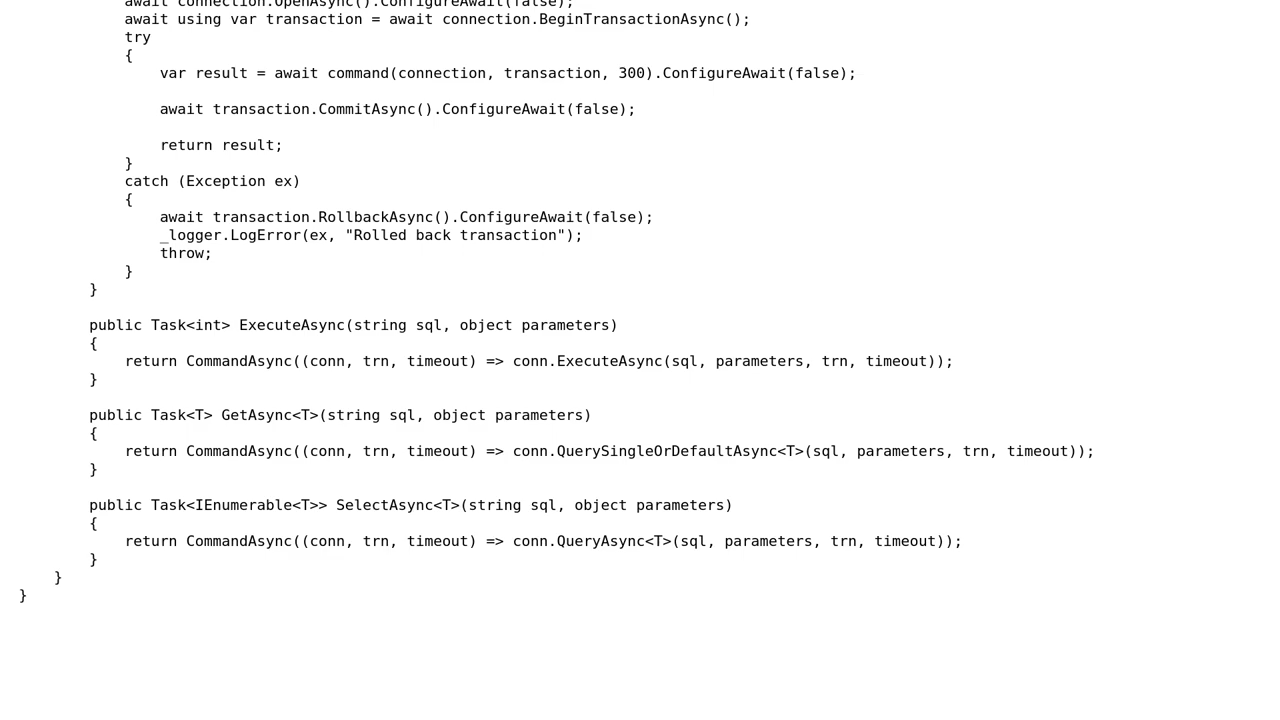 await connection.OpenAsync().ConfigureAwait(false);
await using var transaction = await connection.BeginTransactionAsync();
try
{
var result = await command(connection, transaction, 300).ConfigureAwait(false);
await transaction.CommitAsync().ConfigureAwait(false);
return result;
}
catch (Exception ex)
{
await transaction.RollbackAsync().ConfigureAwait(false);
_logger.LogError(ex, "Rolled back transaction");
throw;
}
}
public Task<int> ExecuteAsync(string sql, object parameters)
{
return CommandAsync((conn, trn, timeout) => conn.ExecuteAsync(sql, parameters, trn, timeout));
}
public Task<T> GetAsync<T>(string sql, object parameters)
{
return CommandAsync((conn, trn, timeout) => conn.QuerySingleOrDefaultAsync<T>(sql, parameters, trn, timeout));
}
public Task<IEnumerable<T>> SelectAsync<T>(string sql, object parameters)
{
return CommandAsync((conn, trn, timeout) => conn.QueryAsync<T>(sql, parameters, trn, timeout));
}
}
}